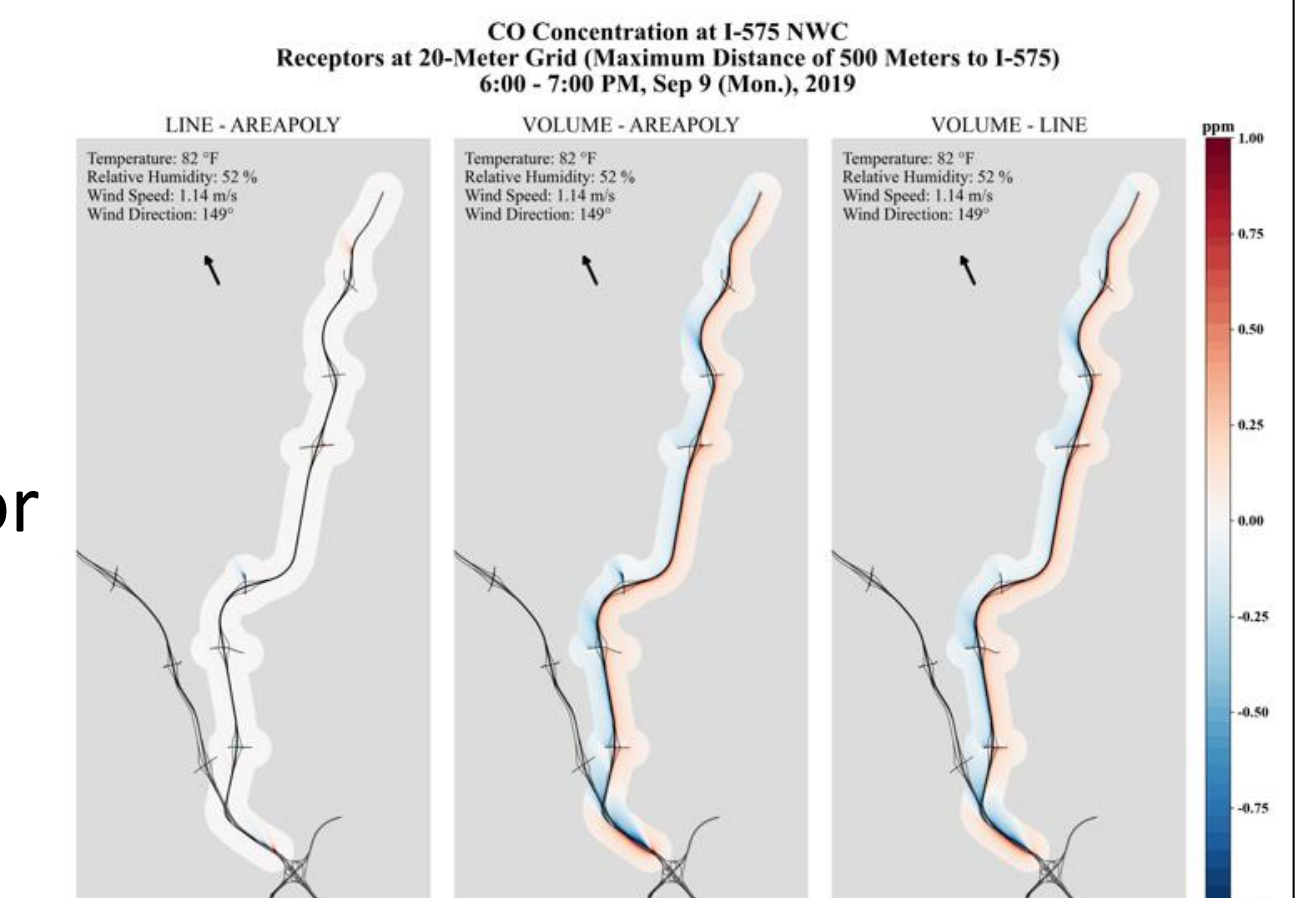 CO Concentration at I-575 NWC
Receptors at 20-Meter Grid (Maximum Distance of 500 Meters to I-575)
6:00 - 7:00 PM, Sep 9 (Mon.), 2019
LINE - AREAPOLY
Temperature: 82 °F
Relative Humidity: 52 %
Wind Speed: 1.14 m/s
Wind Direction: 149°
VOLUME - AREAPOLY
Temperature: 82 °F
Relative Humidity: 52 %
Wind Speed: 1.14 m/s
Wind Direction: 149°
VOLUME - LINE
Temperature: 82 °F
Relative Humidity: 52 %
Wind Speed: 1.14 m/s
Wind Direction: 149°
ppm
1.00
0.75
0.50
0.25
0.00
-0.25
-0.50
-0.75
or